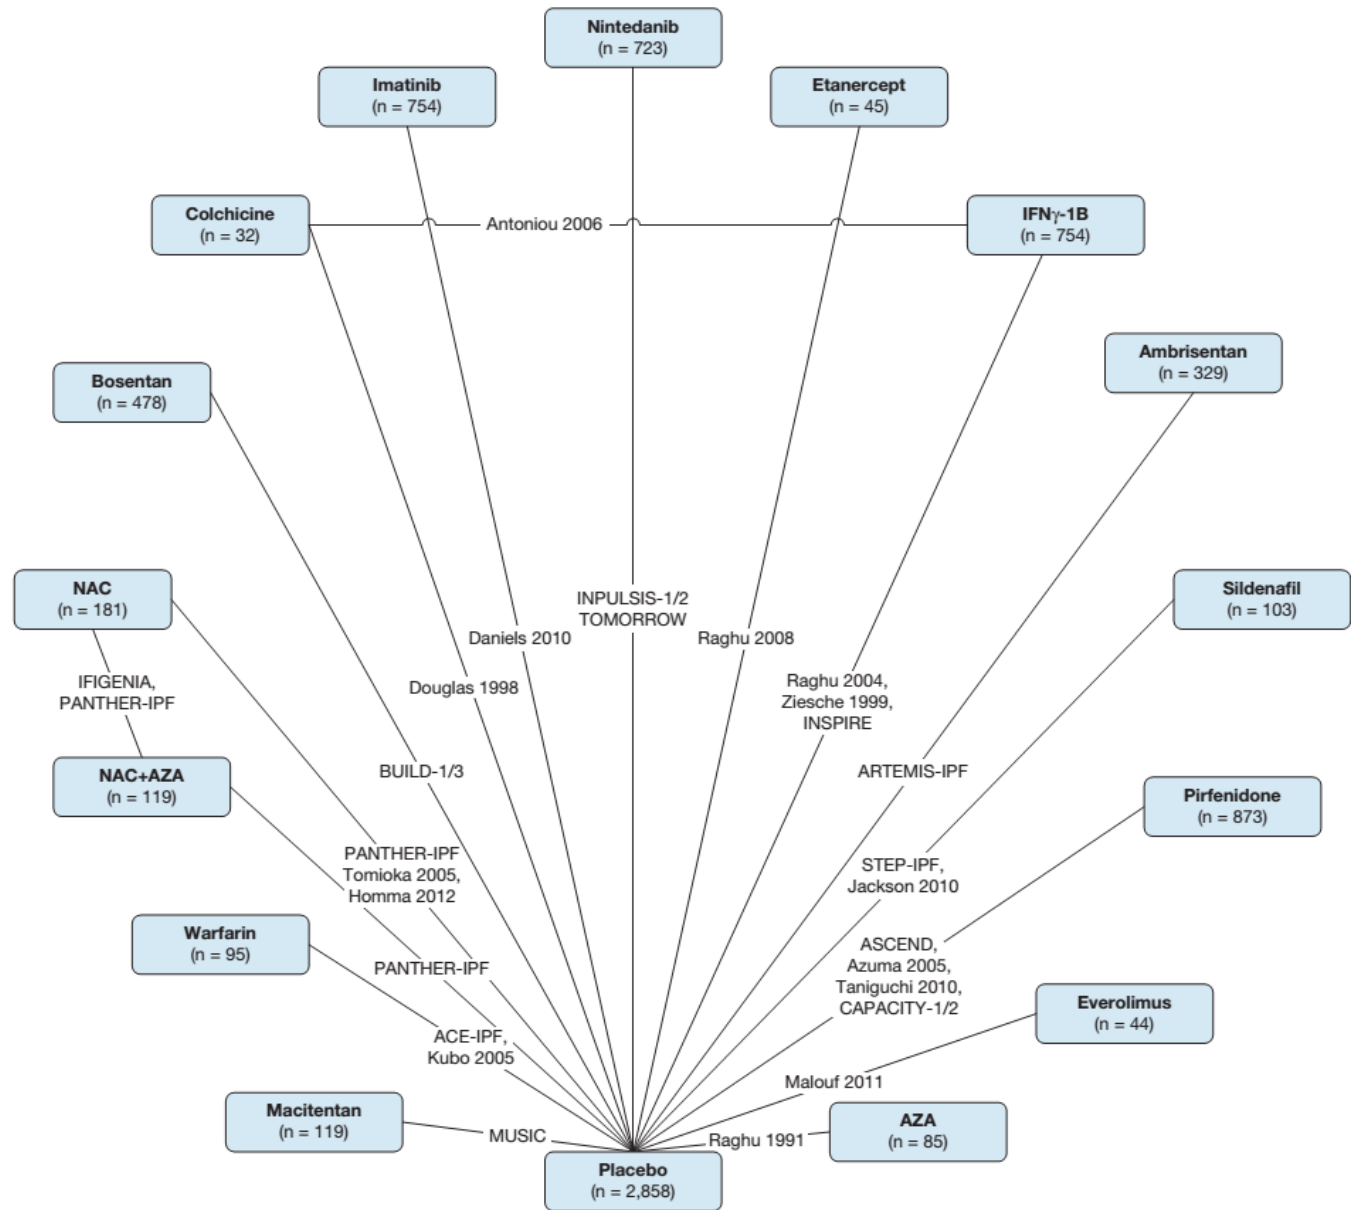 Nintedanib
(n = 723)
Imatinib
(n = 754)
Etanercept
(n = 45)
Colchicine
(n = 32)
Antoniou 2006
IFNγ-1B
(n = 754)
Ambrisentan
(n = 329)
Bosentan
(n = 478)
NAC
(n = 181)
Sildenafil
(n = 103)
INPULSIS-1/2
TOMORROW
Daniels 2010
Raghu 2008
Douglas 1998
Raghu 2004,
Ziesche 1999,
INSPIRE
IFIGENIA,
PANTHER-IPF
NAC+AZA
(n = 119)
BUILD-1/3
ARTEMIS-IPF
Pirfenidone
(n = 873)
PANTHER-IPF
Tomioka 2005,
Homma 2012
STEP-IPF,
Jackson 2010
Warfarin
(n = 95)
PANTHER-IPF
ASCEND,
Azuma 2005,
Taniguchi 2010,
CAPACITY-1/2
Everolimus
(n = 44)
ACE-IPF,
Kubo 2005
Malouf 2011
Macitentan
(n = 119)
MUSIC
Raghu 1991
AZA
(n = 85)
Placebo
(n = 2,858)